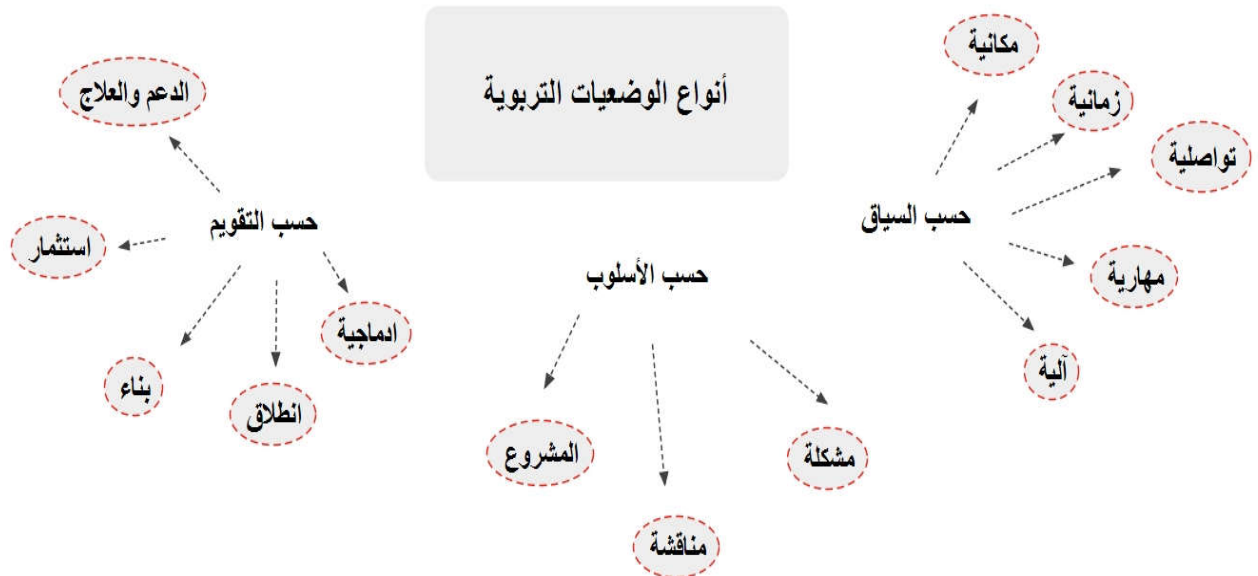 أنواع الوضعيات التربوية
حسب السياق
مكانية
زمانية
تواصلية
مهارية
آلية
حسب الأسلوب
مشكلة
مناقشة
المشروع
حسب التقويم
ادماجية
انطلاق
بناء
استثمار
الدعم والعلاج